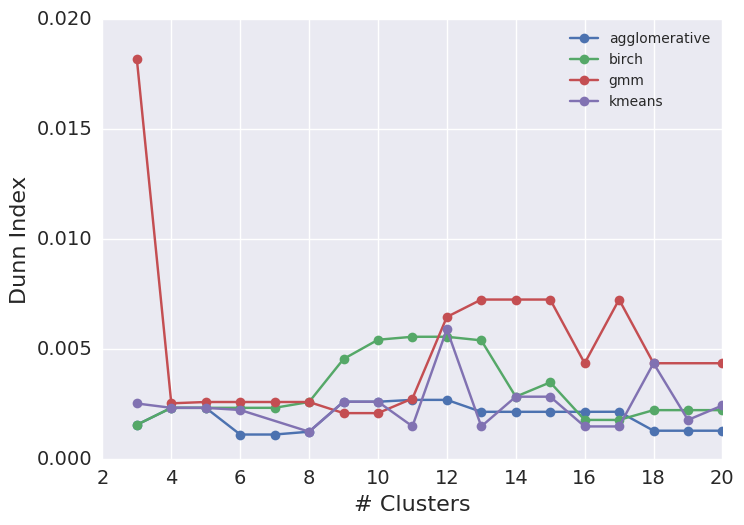 0.020
0.015
0.010
0.005
0.000
Dunn Index
2 4 6 8 10 12 14 16 18 20
# Clusters
agglomerative
birch
gmm
kmeans